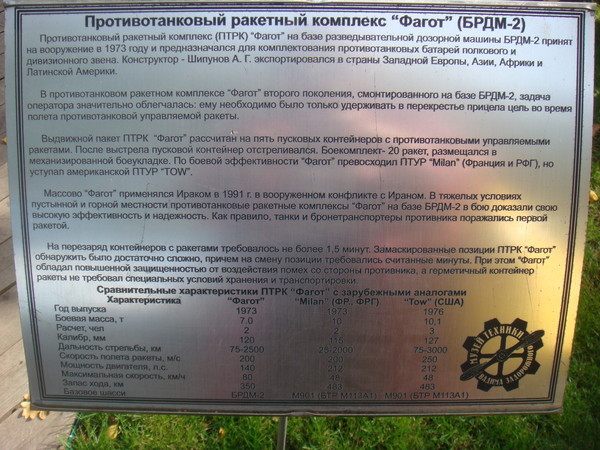 Противотанковый ракетный комплекс “Фагот” (БРДМ-2)
Противотанковый ракетный комплекс (ПТРК) “Фагот” на базе разведывательной дозорной машины БРДМ-2 принят
на вооружение в 1973 году и предназначался для комплектования противотанковых батарей полкового и
дивизионного звена. Конструктор - Шипунов А. Г. экспортировался в страны Западной Европы, Азии, Африки и
Латинской Америки.
В противотанковом ракетном комплексе “Фагот” второго поколения, смонтированного на базе БРДМ-2, задача
оператора значительно облегчалась: ему необходимо было только удерживать в перекрестье прицела цель во время
полета противотанковой управляемой ракеты.
Выдвижной пакет ПТРК “Фагот” рассчитан на пять пусковых контейнеров с противотанковыми управляемыми
ракетами. После выстрела пусковой контейнер отстреливался. Боекомплект- 20 ракет, размещался в
механизированной боеукладке. По боевой эффективности “Фагот” превосходил ПТУР “Milan” (Франция и РФГ), но
уступал американской ПТУР “TOW”.
Массово “Фагот” применялся Ираком в 1991 г. в вооруженном конфликте с Ираном. В тяжелых условиях
пустынной и горной местности противотанковые ракетные комплексы “Фагот” на базе БРДМ-2 в бою доказали свою
высокую эффективность и надежность. Как правило, танки и бронетранспортеры противника поражались первой
ракетой.
На перезаряд контейнеров с ракетами требовалось не более 1,5 минут. Замаскированные позиции ПТРК “Фагот”
обнаружить было достаточно сложно, причем на смену позиции требовались считанные минуты. При этом “Фагот”
обладал повышенной защищенностью от воздействия помех со стороны противника, а герметичный контейнер
ракеты не требовал специальных условий хранения и транспортировки.
Сравнительные характеристики ПТРК “Фагот” с зарубежными аналогами
Характеристика “Фагот” “Milan” (ФР., ФРГ) “Tow” (США)
Год выпуска 1973 1973 1976
Боевая масса, т 7,0 10 10,1
Расчет, чел 2 2 3
Калибр, мм 120 115 127
Дальность стрельбы, км 75-2500 25-2000 75-3000
Скорость полета ракеты, м/с 200 200 250
Мощность двигателя, л.с. 140 212 212
Максимальная скорость, км/ч 80 48 48
Запас хода, км 350 483 483
Базовое шасси БРДМ-2 М901 (БТР М113А1) М901 (БТР М113А1)
МУЗЕЙ ТЕХНИКИ
ВАДИМА ЗАДОРОЖНОГО